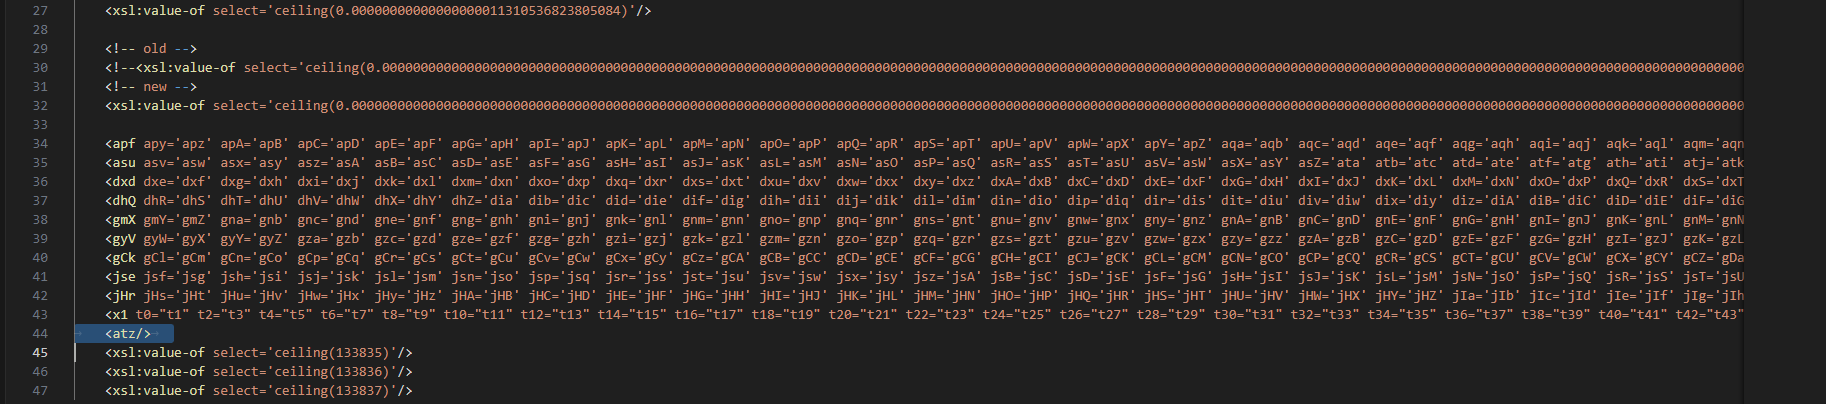 27 <xsl:value-of select='ceiling(0.00000000000000000011310536823805084)'/>
28
29 <!-- old -->
30 <!--<xsl:value-of select='ceiling(0.000000000000000000000000000000000000000000000000000000000000000000000000000000000000000000000000000000000000000000000000000000000000000000000000000000000000000000000000000000000
31 <!-- new -->
32 <xsl:value-of select='ceiling(0.0000000000000000000000000000000000000000000000000000000000000000000000000000000000000000000000000000000000000000000000000000000000000000000000000000000000000000000000000000000000000
33
34 <apf apy='apz' apA='apB' apC='apD' apE='apF' apG='apH' apI='apJ' apK='apL' apM='apN' apO='apP' apQ='apR' apS='apT' apU='apV' apW='apX' apY='apZ' aqa='aqb' aqc='aqd' aqe='aqf' aqg='aqh' aqi='aqj' aqk='aql' aqm='aqn
35 <asu asv='asw' asx='asy' asz='asA' asB='asC' asD='asE' asF='asG' asH='asI' asJ='asK' asL='asM' asN='asO' asP='asQ' asR='asS' asT='asU' asV='asW' asX='asY' asZ='ata' atb='atc' atd='ate' atf='atg' ath='ati' atj='atk
36 <dxd dxe='dxf' dxg='dxh' dxi='dxj' dxk='dxl' dxm='dxn' dxo='dxp' dxq='dxr' dxs='dxt' dxu='dxv' dxw='dxx' dxy='dxz' dxA='dxB' dxC='dxD' dxE='dxF' dxG='dxH' dxI='dxJ' dxK='dxL' dxM='dxN' dxO='dxP' dxQ='dxR' dxS='dxT
37 <dhQ dhR='dhS' dhT='dhU' dhV='dhW' dhX='dhY' dhZ='dia' dib='dic' did='die' dif='dig' dih='dii' dij='dik' dil='dim' din='dio' dip='diq' dir='dis' dit='diu' div='diw' dix='diy' diz='diA' diB='diC' diD='diE' diF='diG
38 <gmX gmY='gmZ' gna='gnb' gnc='gnd' gne='gnf' gng='gnh' gni='gnj' gnk='gnl' gnm='gnn' gno='gnp' gnq='gnr' gns='gnt' gnu='gnv' gnw='gnx' gny='gnz' gnA='gnB' gnC='gnD' gnE='gnF' gnG='gnH' gnI='gnJ' gnK='gnL' gnM='gnN
39 <gyV gyW='gyX' gyY='gyZ' gza='gzb' gzc='gzd' gze='gzf' gzg='gzh' gzi='gzj' gzk='gzl' gzm='gzn' gzo='gzp' gzq='gzr' gzs='gzt' gzu='gzv' gzw='gzx' gzy='gzz' gzA='gzB' gzC='gzD' gzE='gzF' gzG='gzH' gzI='gzJ' gzK='gzL
40 <gCk gCl='gCm' gCn='gCo' gCp='gCq' gCr='gCs' gCt='gCu' gCv='gCw' gCx='gCy' gCz='gCA' gCB='gCC' gCD='gCE' gCF='gCG' gCH='gCI' gCJ='gCK' gCL='gCM' gCN='gCO' gCP='gCQ' gCR='gCS' gCT='gCU' gCV='gCW' gCX='gCY' gCZ='gDa
41 <jse jsf='jsg' jsh='jsi' jsj='jsk' jsl='jsm' jsn='jso' jsp='jsq' jsr='jss' jst='jsu' jsv='jsw' jsx='jsy' jsz='jsA' jsB='jsC' jsD='jsE' jsF='jsG' jsH='jsI' jsJ='jsK' jsL='jsM' jsN='jsO' jsP='jsQ' jsR='jsS' jsT='jsU
42 <jHr jHs='jHt' jHu='jHv' jHw='jHx' jHy='jHz' jHA='jHB' jHC='jHD' jHE='jHF' jHG='jHH' jHI='jHJ' jHK='jHL' jHM='jHN' jHO='jHP' jHQ='jHR' jHS='jHT' jHU='jHV' jHW='jHX' jHY='jHZ' jIa='jIb' jIc='jId' jIe='jIf' jIg='jIh
43 <x1 t0="t1" t2="t3" t4="t5" t6="t7" t8="t9" t10="t11" t12="t13" t14="t15" t16="t17" t18="t19" t20="t21" t22="t23" t24="t25" t26="t27" t28="t29" t30="t31" t32="t33" t34="t35" t36="t37" t38="t39" t40="t41" t42="t43"
44 <atz/>
45 <xsl:value-of select='ceiling(133835)'/>
46 <xsl:value-of select='ceiling(133836)'/>
47 <xsl:value-of select='ceiling(133837)'/>